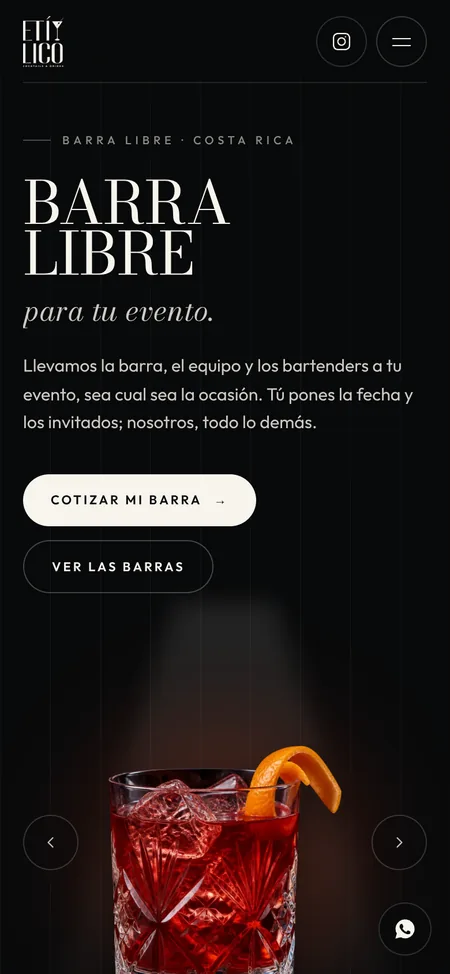 ETÍ
LICO
BARRA LIBRE · COSTA RICA
BARRA
LIBRE
para tu evento.
Llevamos la barra, el equipo y los bartenders a tu
evento, sea cual sea la ocasión. Tú pones la fecha y
los invitados; nosotros, todo lo demás.
COTIZAR MI BARRA →
VER LAS BARRAS